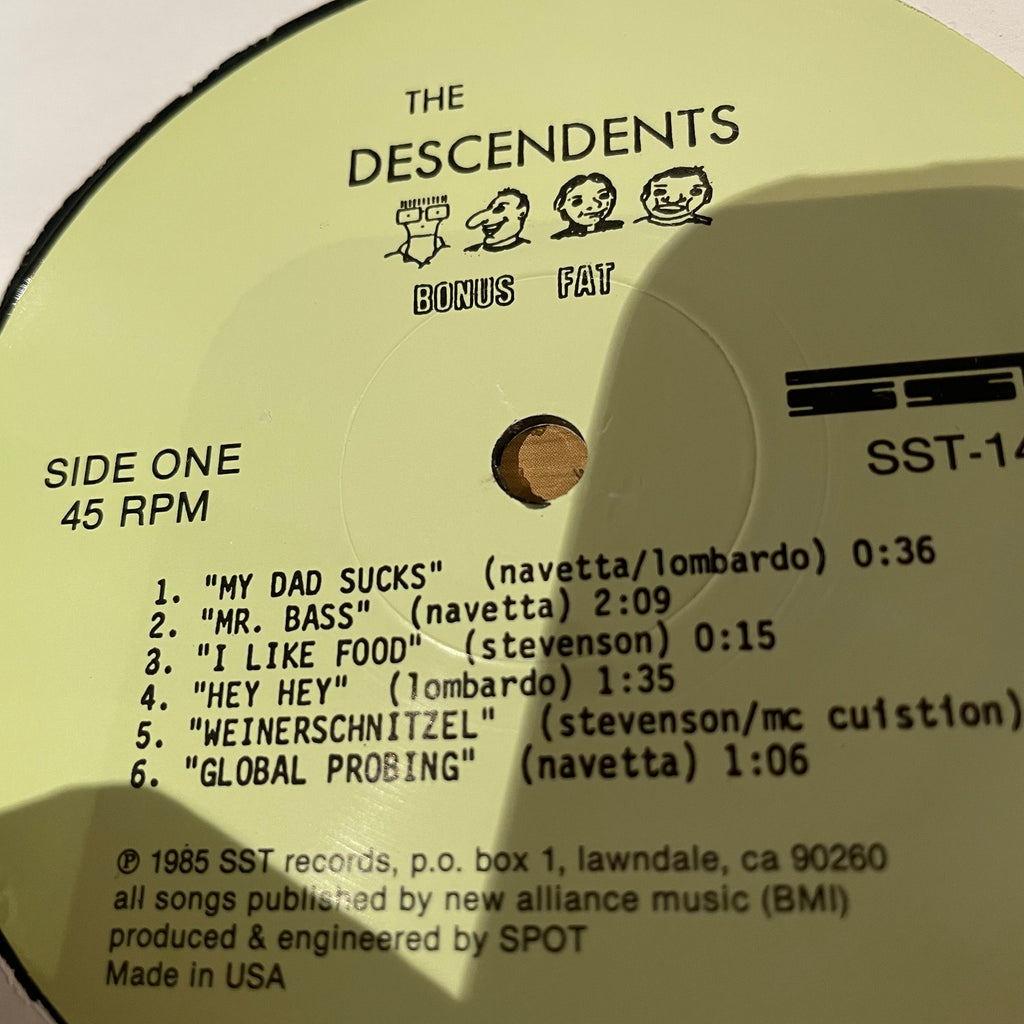 THE
DESCENDENTS
BONUS FAT
SST
SST-14
SIDE ONE
45 RPM
1. "MY DAD SUCKS" (navetta/lombardo) 0:36
2. "MR. BASS" (navetta) 2:09
3. "I LIKE FOOD" (stevenson) 0:15
4. "HEY HEY" (lombardo) 1:35
5. "WEINERSCHNITZEL" (stevenson/mc cuistion)
6. "GLOBAL PROBING" (navetta) 1:06
℗ 1985 SST records, p.o. box 1, lawndale, ca 90260
all songs published by new alliance music (BMI)
produced & engineered by SPOT
Made in USA